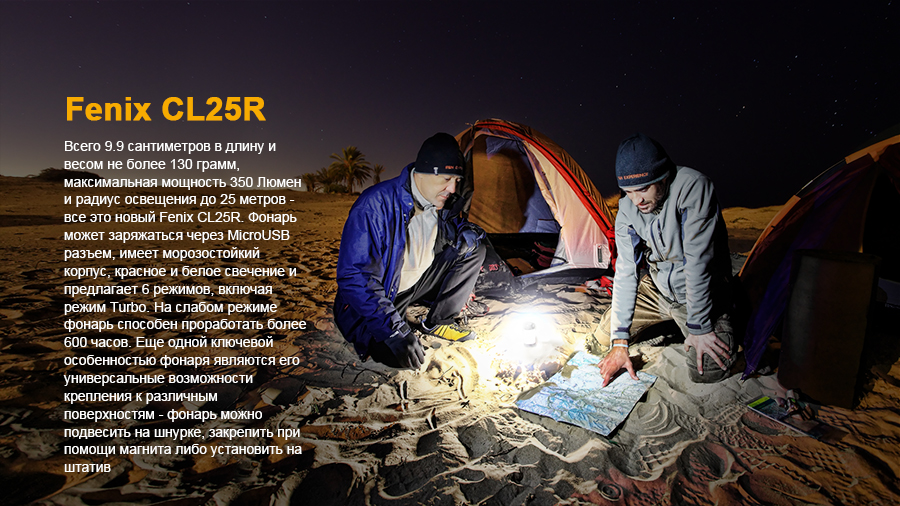 Fenix CL25R
Всего 9.9 сантиметров в длину и
весом не более 130 грамм,
максимальная мощность 350 Люмен
и радиус освещения до 25 метров -
все это новый Fenix CL25R. Фонарь
может заряжаться через MicroUSB
разъем, имеет морозостойкий
корпус, красное и белое свечение и
предлагает 6 режимов, включая
режим Turbo. На слабом режиме
фонарь способен проработать более
600 часов. Еще одной ключевой
особенностью фонаря являются его
универсальные возможности
крепления к различным
поверхностям - фонарь можно
подвесить на шнурке, закрепить при
помощи магнита либо установить на
штатив
EXPERIENCE